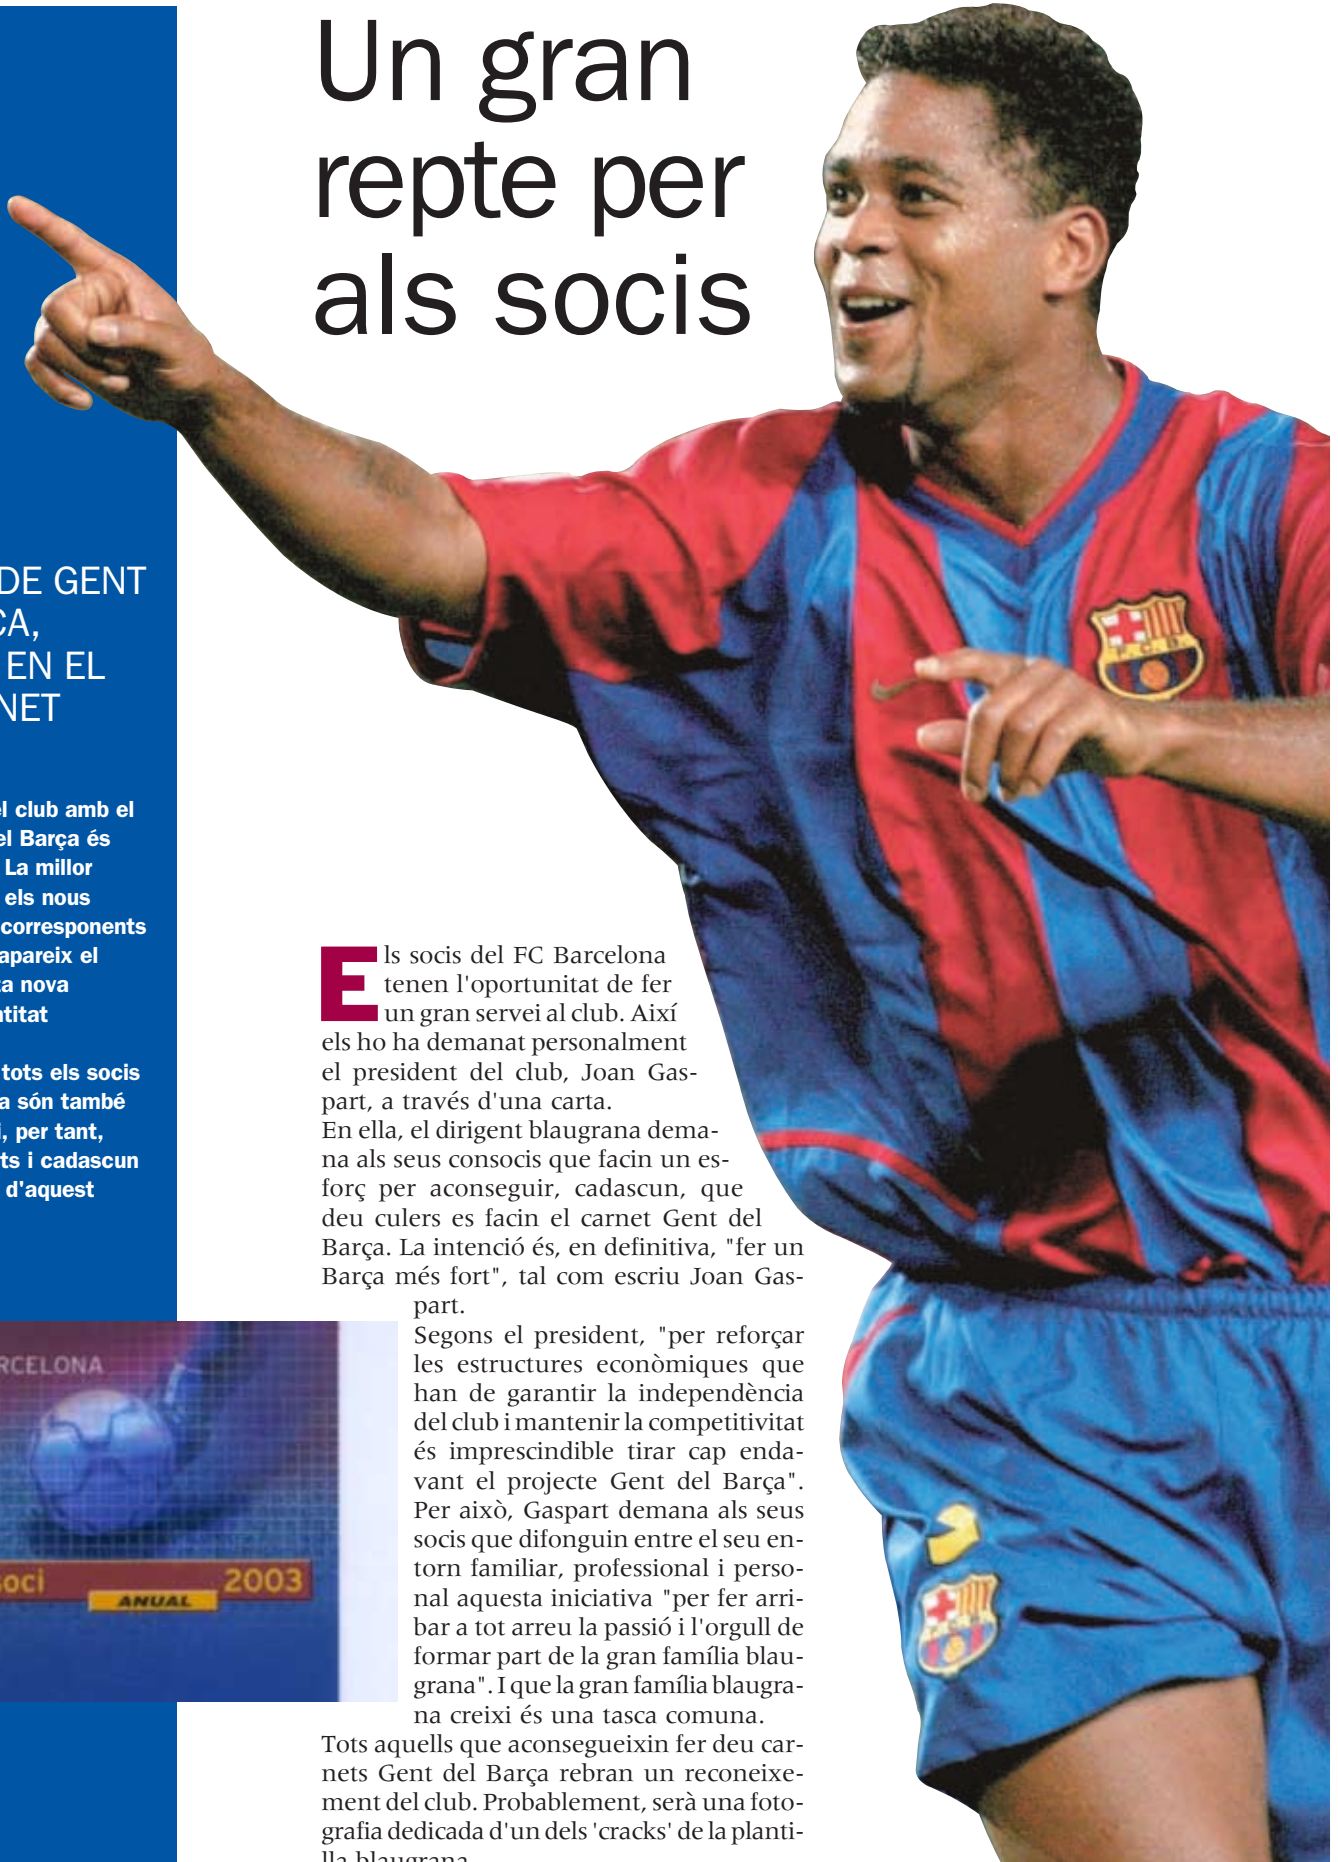 Un gran
repte per
als socis
DE GENT
CA,
EN EL
NET
el club amb el
el Barça és
La millor
els nous
corresponents
apareix el
ta nova
ntitat
tots els socis
a són també
i, per tant,
ts i cadascun
d'aquest
RCELONA
soci
2003
ANUAL
Els socis del FC Barcelona
tenen l'oportunitat de fer
un gran servei al club. Així
els ho ha demanat personalment
el president del club, Joan Gas-
part, a través d'una carta.
En ella, el dirigent blaugrana dema-
na als seus consocis que facin un es-
forç per aconseguir, cadascun, que
deu culers es facin el carnet Gent del
Barça. La intenció és, en definitiva, "fer un
Barça més fort", tal com escriu Joan Gas-
part.
Segons el president, "per reforçar
les estructures econòmiques que
han de garantir la independència
del club i mantenir la competitivitat
és imprescindible tirar cap enda-
vant el projecte Gent del Barça".
Per això, Gaspart demana als seus
socis que difonguin entre el seu en-
torn familiar, professional i perso-
nal aquesta iniciativa "per fer arri-
bar a tot arreu la passió i l'orgull de
formar part de la gran família blau-
grana". I que la gran família blaugra-
na creixi és una tasca comuna.
Tots aquells que aconsegueixin fer deu car-
nets Gent del Barça rebran un reconeixe-
ment del club. Probablement, serà una foto-
grafia dedicada d'un dels 'cracks' de la planti-
lla blaugrana.
F.C.B.